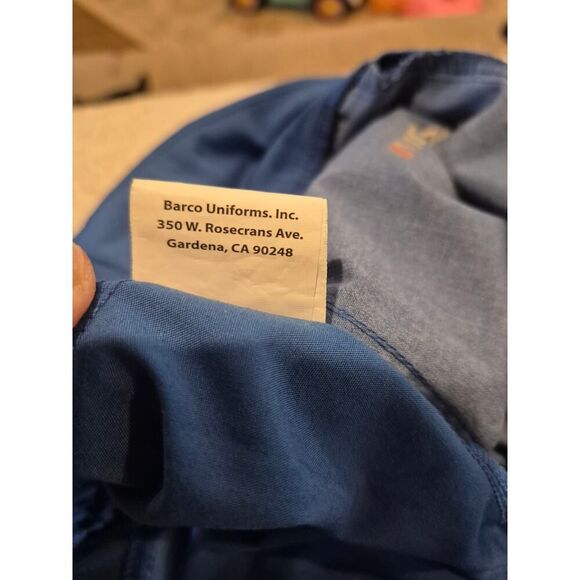 Barco Uniforms. Inc.
350 W. Rosecrans Ave.
Gardena, CA 90248